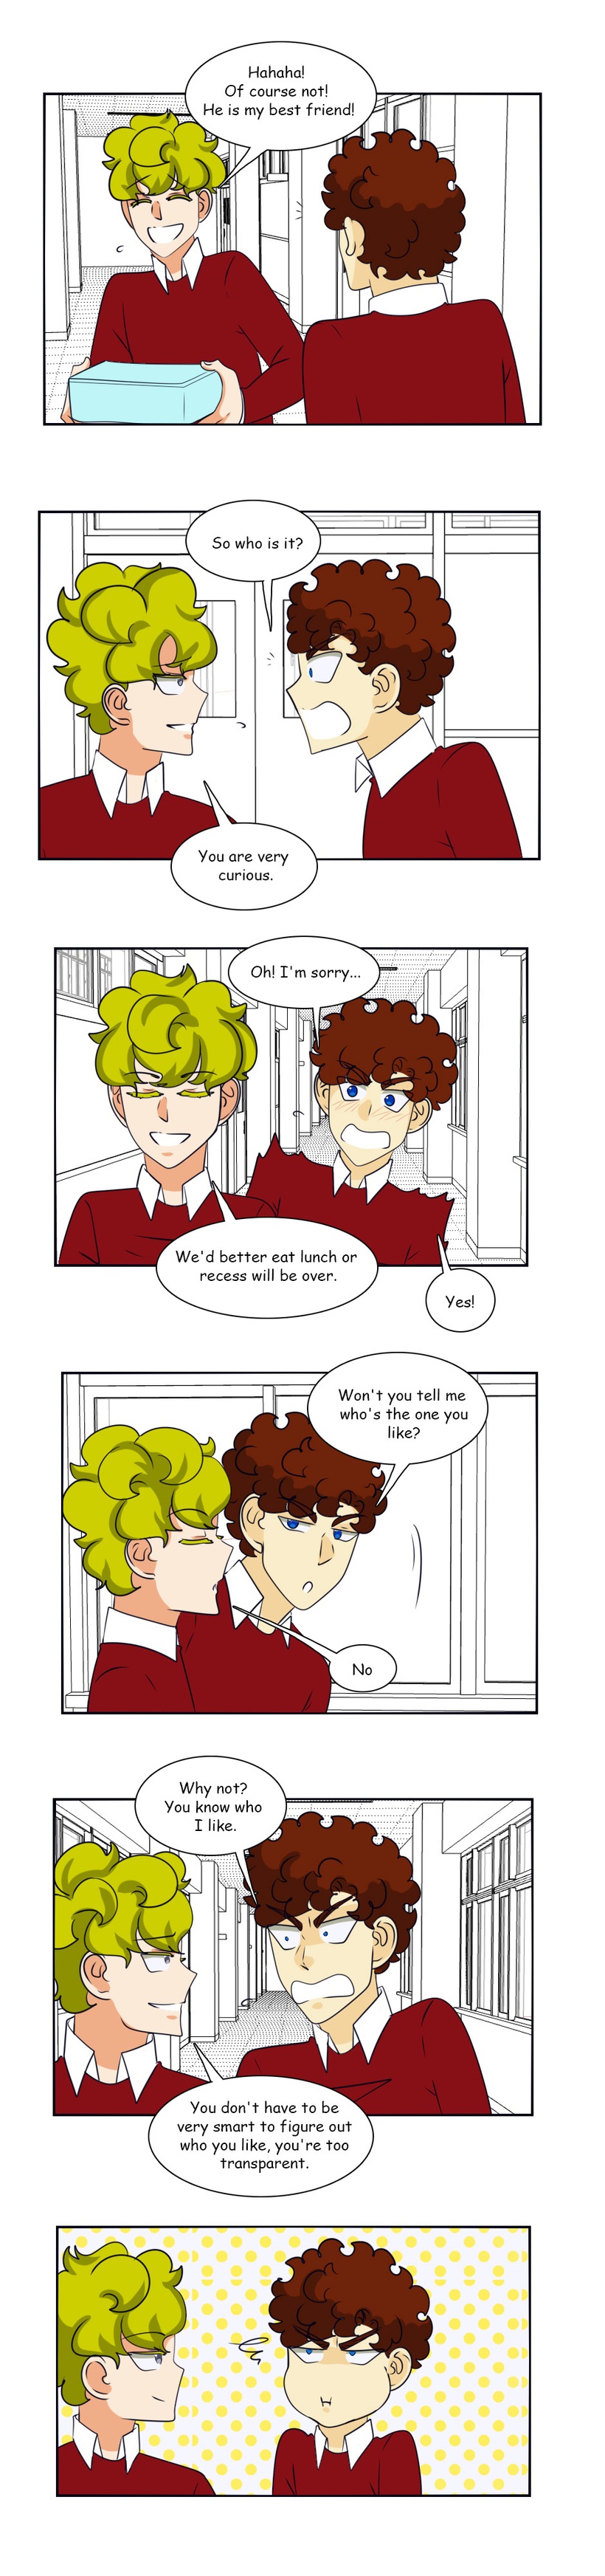 Hahaha!
Of course not!
He is my best friend!
So who is it?
You are very
curious.
Oh! I'm sorry...
We'd better eat lunch or
recess will be over.
Yes!
Won't you tell me
who's the one you
like?
No
Why not?
You know who
I like.
You don't have to be
very smart to figure out
who you like, you're too
transparent.